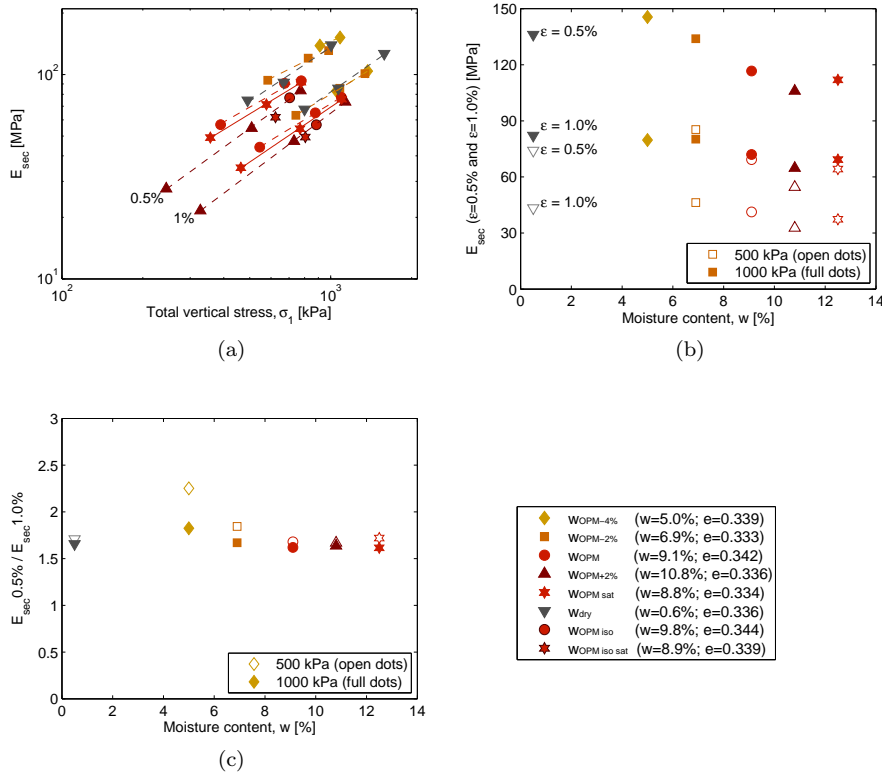 10²
10¹
E_sec [MPa]
0.5%
1%
10²
10³
Total vertical stress, σ₁ [kPa]
(a)
150
120
90
60
30
0
E_sec (ε=0.5% and ε=1.0%) [MPa]
ε = 0.5%
ε = 1.0%
ε = 0.5%
ε = 1.0%
500 kPa (open dots)
1000 kPa (full dots)
0 2 4 6 8 10 12 14
Moisture content, w [%]
(b)
3
2.5
2
1.5
1
0.5
0
E_sec 0.5% / E_sec 1.0%
500 kPa (open dots)
1000 kPa (full dots)
0 2 4 6 8 10 12 14
Moisture content, w [%]
(c)
wOPM−4% (w=5.0%; e=0.339)
wOPM−2% (w=6.9%; e=0.333)
wOPM (w=9.1%; e=0.342)
wOPM+2% (w=10.8%; e=0.336)
wOPM sat (w=8.8%; e=0.334)
wdry (w=0.6%; e=0.336)
wOPM iso (w=9.8%; e=0.344)
wOPM iso sat (w=8.9%; e=0.339)